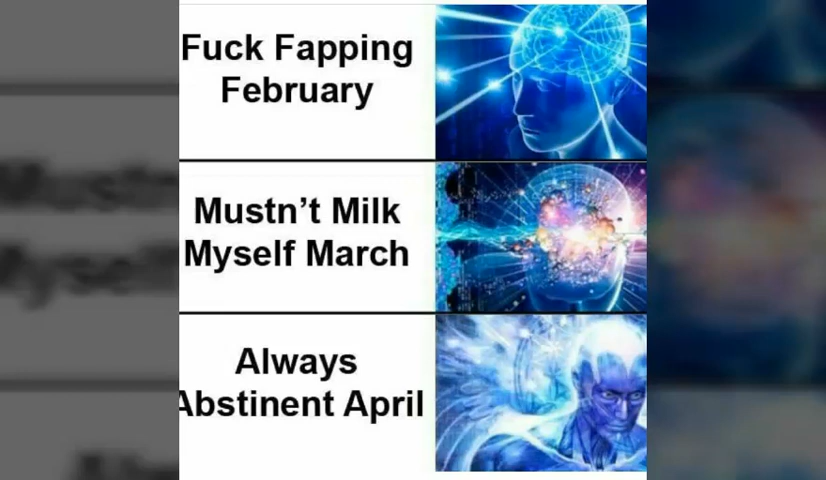 Fuck Fapping
February
Mustn't Milk
Myself March
Always
Abstinent April